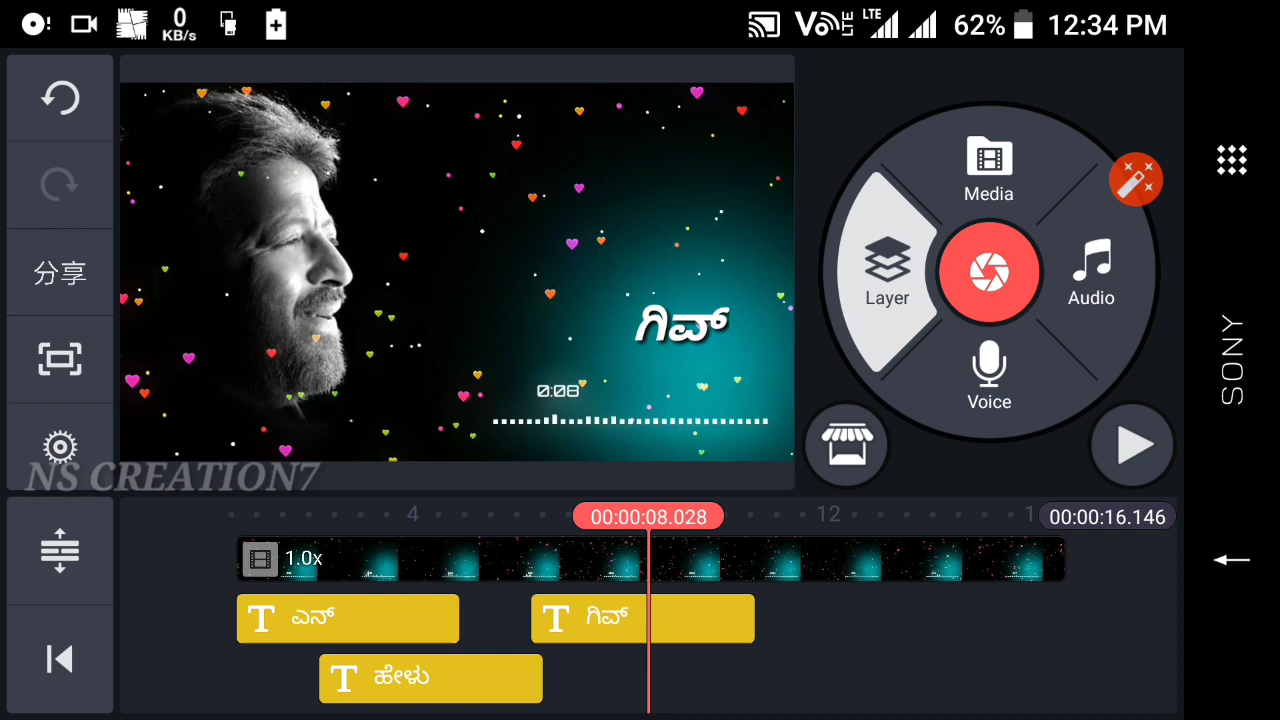 0 KB/s
VoLTE LTE 62% 12:34 PM
分享
ಗಿವ್
0:08
Media
Layer
Audio
Voice
SONY
NS CREATION7
4
00:00:08.028
12
1
00:00:16.146
1.0x
T ಎನ್
T ಗಿವ್
T ಹೇಳು